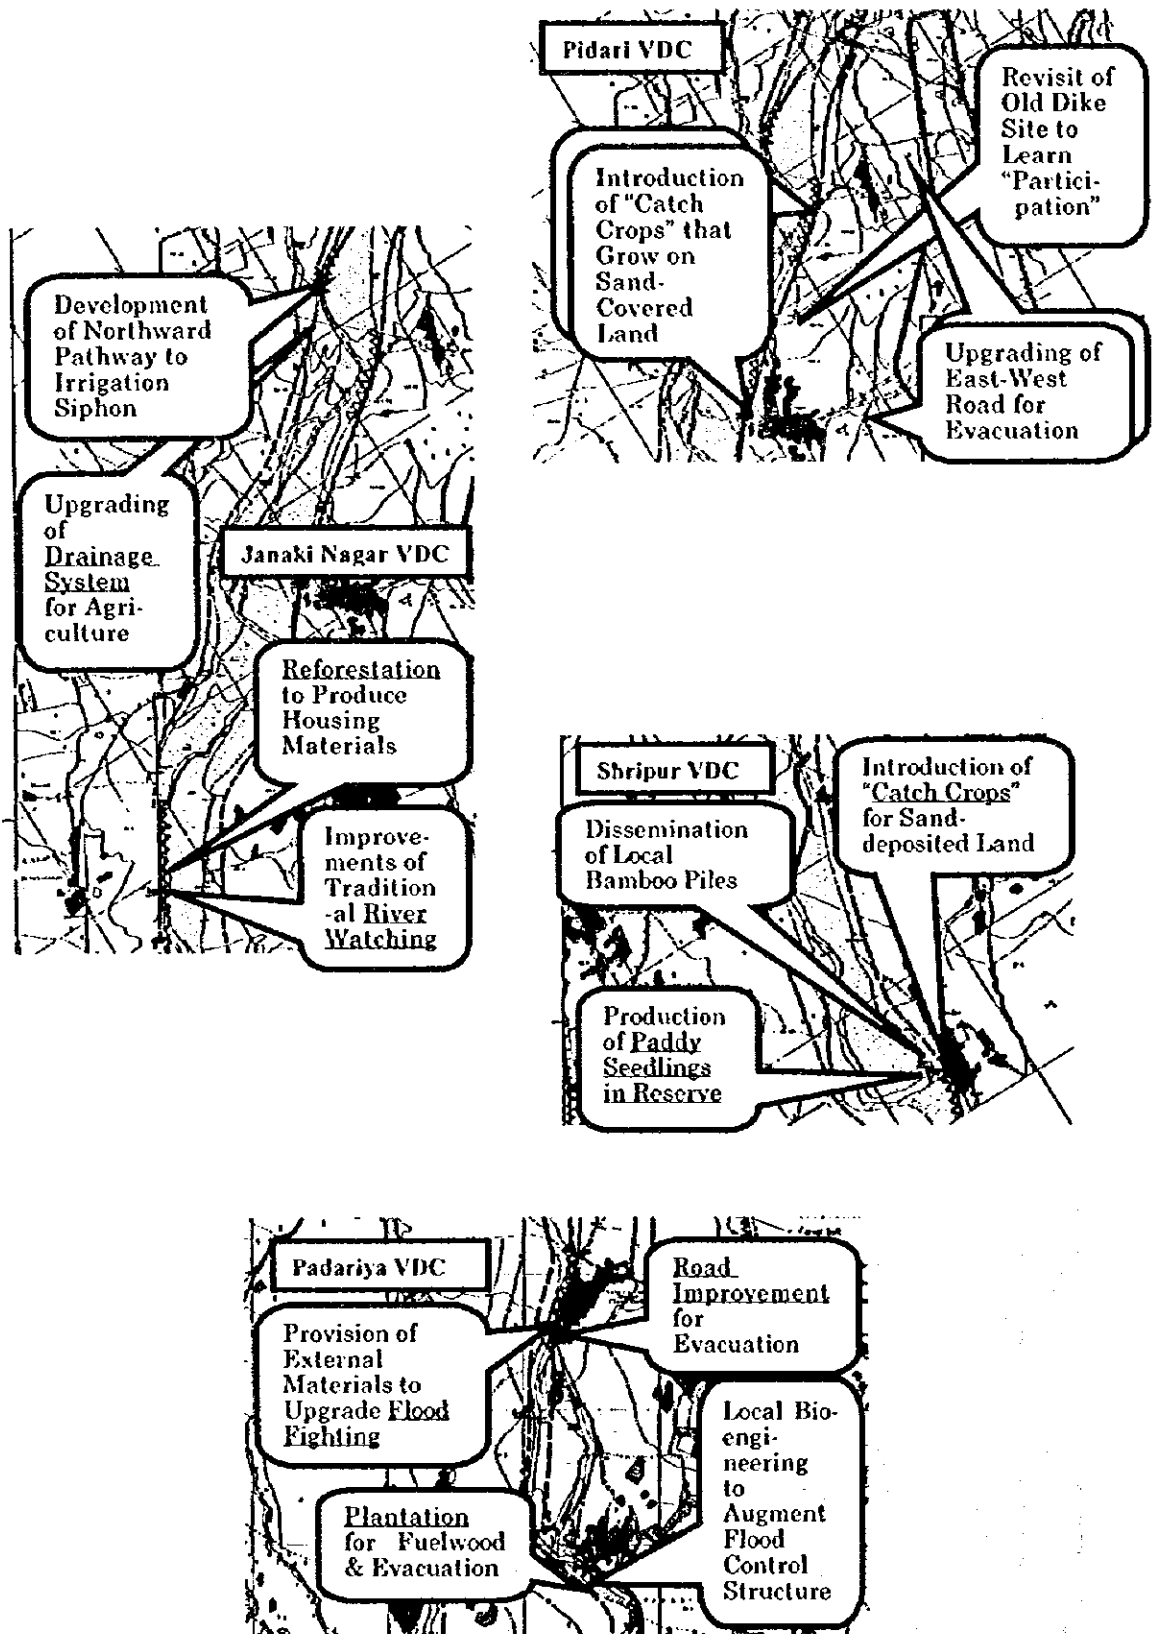 Pidari VDC
Revisit of
Old Dike
Site to
Learn
“Partici-
pation”
Introduction
of “Catch
Crops” that
Grow on
Sand-
Covered
Land
Upgrading of
East-West
Road for
Evacuation
Development
of Northward
Pathway to
Irrigation
Siphon
Upgrading
of
Drainage
System
for Agri-
culture
Janaki Nagar VDC
Reforestation
to Produce
Housing
Materials
Improve-
ments of
Tradition
-al River
Watching
Shripur VDC
Introduction of
“Catch Crops”
for Sand-
deposited Land
Dissemination
of Local
Bamboo Piles
Production
of Paddy
Seedlings
in Reserve
Padariya VDC
Road
Improvement
for
Evacuation
Provision of
External
Materials to
Upgrade Flood
Fighting
Local Bio-
engi-
neering
to
Augment
Flood
Control
Structure
Plantation
for Fuelwood
& Evacuation